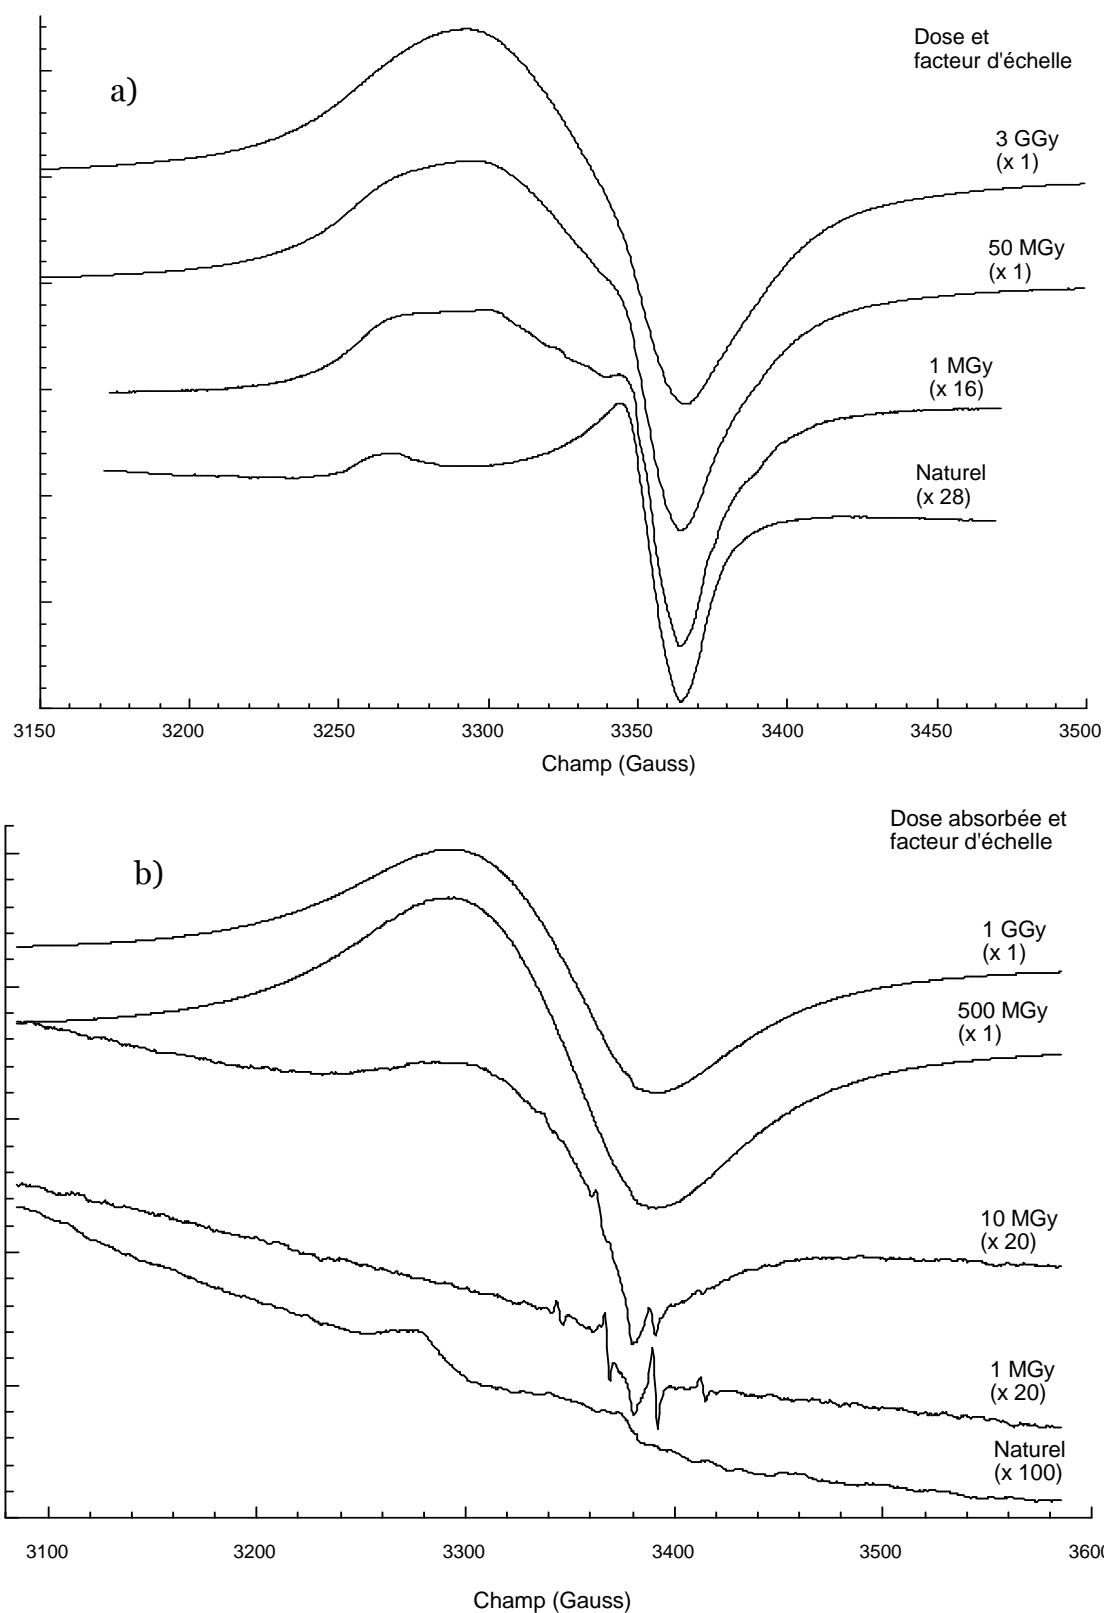 a)
Dose et
facteur d'échelle
3 GGy
(x 1)
50 MGy
(x 1)
1 MGy
(x 16)
Naturel
(x 28)
3150 3200 3250 3300 3350 3400 3450 3500
Champ (Gauss)
b)
Dose absorbée et
facteur d'échelle
1 GGy
(x 1)
500 MGy
(x 1)
10 MGy
(x 20)
1 MGy
(x 20)
Naturel
(x 100)
3100 3200 3300 3400 3500 3600
Champ (Gauss)